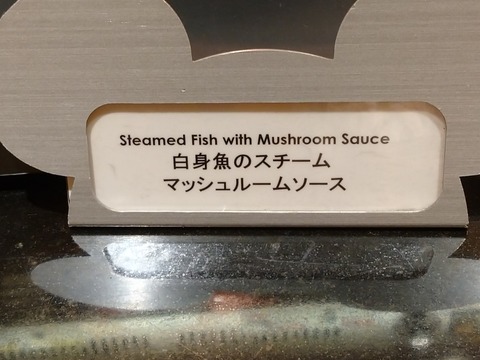 Steamed Fish with Mushroom Sauce
白身魚のスチーム
マッシュルームソース